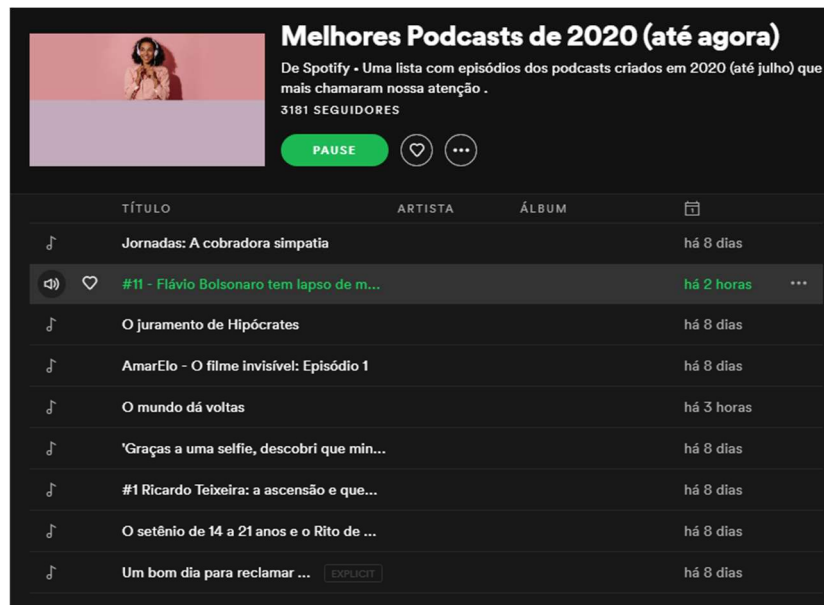 Melhores Podcasts de 2020 (até agora)
De Spotify • Uma lista com episódios dos podcasts criados em 2020 (até julho) que
mais chamaram nossa atenção .
3181 SEGUIDORES
PAUSE
TÍTULO ARTISTA ÁLBUM
Jornadas: A cobradora simpatia há 8 dias
#11 - Flávio Bolsonaro tem lapso de m... há 2 horas
O juramento de Hipócrates há 8 dias
AmarElo - O filme invisível: Episódio 1 há 8 dias
O mundo dá voltas há 3 horas
'Graças a uma selfie, descobri que min... há 8 dias
#1 Ricardo Teixeira: a ascensão e que... há 8 dias
O setênio de 14 a 21 anos e o Rito de ... há 8 dias
Um bom dia para reclamar ... EXPLICIT há 8 dias